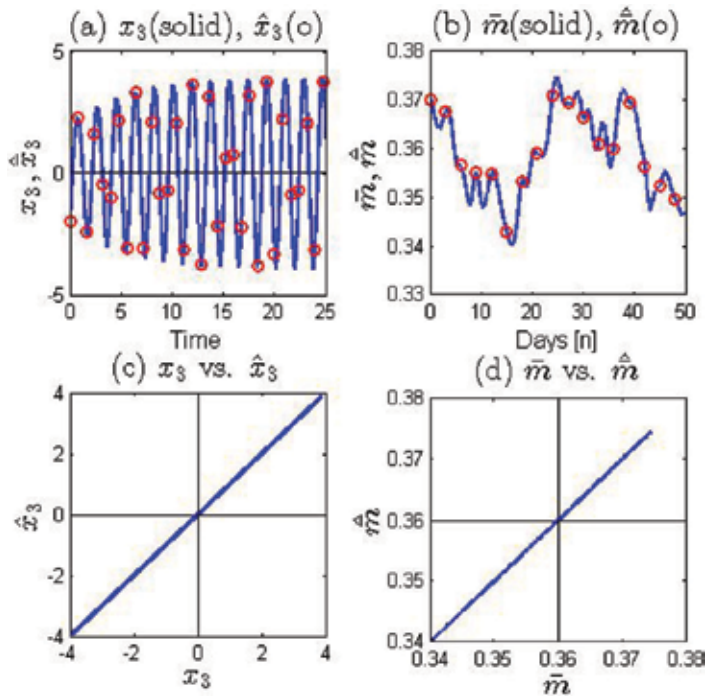 (a) x₃(solid), x̂₃(o)
5
0
-5
x₃, x̂₃
0 5 10 15 20 25
Time
(b) m̄(solid), m̄̂(o)
0.38
0.37
0.36
0.35
0.34
0.33
m̄, m̄̂
0 10 20 30 40 50
Days [n]
(c) x₃ vs. x̂₃
4
2
0
-2
-4
x̂₃
-4 -2 0 2 4
x₃
(d) m̄ vs. m̄̂
0.38
0.37
0.36
0.35
0.34
m̄̂
0.34 0.35 0.36 0.37 0.38
m̄